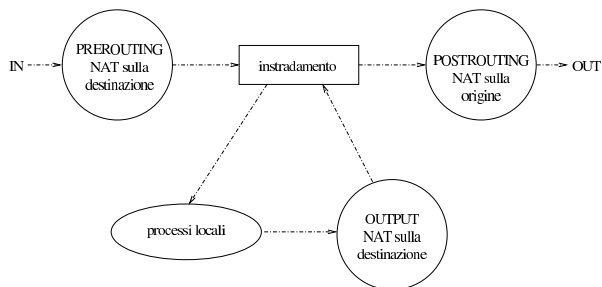 IN
PREROUTING
NAT sulla
destinazione
instradamento
POSTROUTING
NAT sulla
origine
OUT
processi locali
OUTPUT
NAT sulla
destinazione